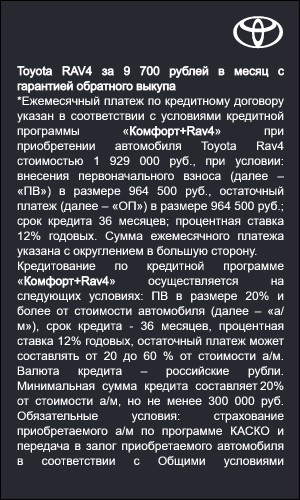 Toyota RAV4 за 9 700 рублей в месяц с
гарантией обратного выкупа
*Ежемесячный платеж по кредитному договору
указан в соответствии с условиями кредитной
программы «Комфорт+Rav4» при
приобретении автомобиля Toyota Rav4
стоимостью 1 929 000 руб., при условии:
внесения первоначального взноса (далее –
«ПВ») в размере 964 500 руб., остаточный
платеж (далее – «ОП») в размере 964 500 руб.;
срок кредита 36 месяцев; процентная ставка
12% годовых. Сумма ежемесячного платежа
указана с округлением в большую сторону.
Кредитование по кредитной программе
«Комфорт+Rav4» осуществляется на
следующих условиях: ПВ в размере 20% и
более от стоимости автомобиля (далее – «а/
м»), срок кредита - 36 месяцев, процентная
ставка 12% годовых, остаточный платеж может
составлять от 20 до 60 % от стоимости а/м.
Валюта кредита – российские рубли.
Минимальная сумма кредита составляет 20%
от стоимости а/м, но не менее 300 000 руб.
Обязательные условия: страхование
приобретаемого а/м по программе КАСКО и
передача в залог приобретаемого автомобиля
в соответствии с Общими условиями